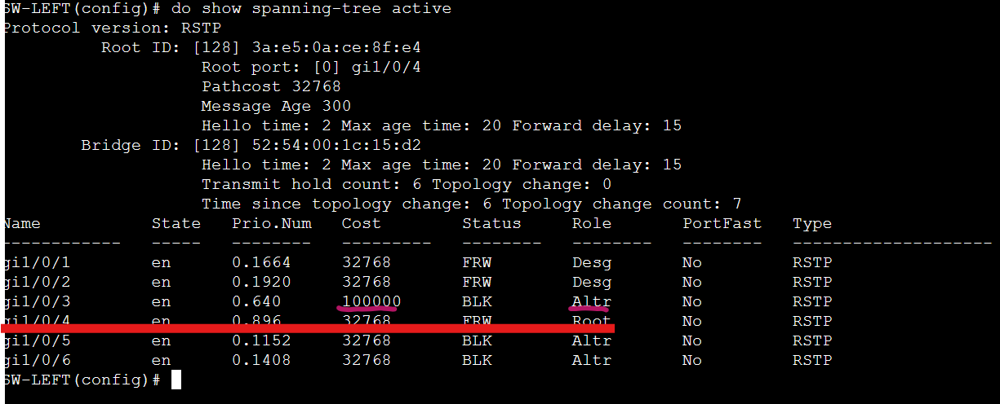 SW-LEFT(config)# do show spanning-tree active
Protocol version: RSTP
Root ID: [128] 3a:e5:0a:ce:8f:e4
Root port: [0] gi1/0/4
Pathcost 32768
Message Age 300
Hello time: 2 Max age time: 20 Forward delay: 15
Bridge ID: [128] 52:54:00:1c:15:d2
Hello time: 2 Max age time: 20 Forward delay: 15
Transmit hold count: 6 Topology change: 0
Time since topology change: 6 Topology change count: 7
Name State Prio.Num Cost Status Role PortFast Type
------------ ----- -------- --------- -------- -------- -------- --------------------
gi1/0/1 en 0.1664 32768 FRW Desg No RSTP
gi1/0/2 en 0.1920 32768 FRW Desg No RSTP
gi1/0/3 en 0.640 100000 BLK Altr No RSTP
gi1/0/4 en 0.896 32768 FRW Root No RSTP
gi1/0/5 en 0.1152 32768 BLK Altr No RSTP
gi1/0/6 en 0.1408 32768 BLK Altr No RSTP
SW-LEFT(config)#